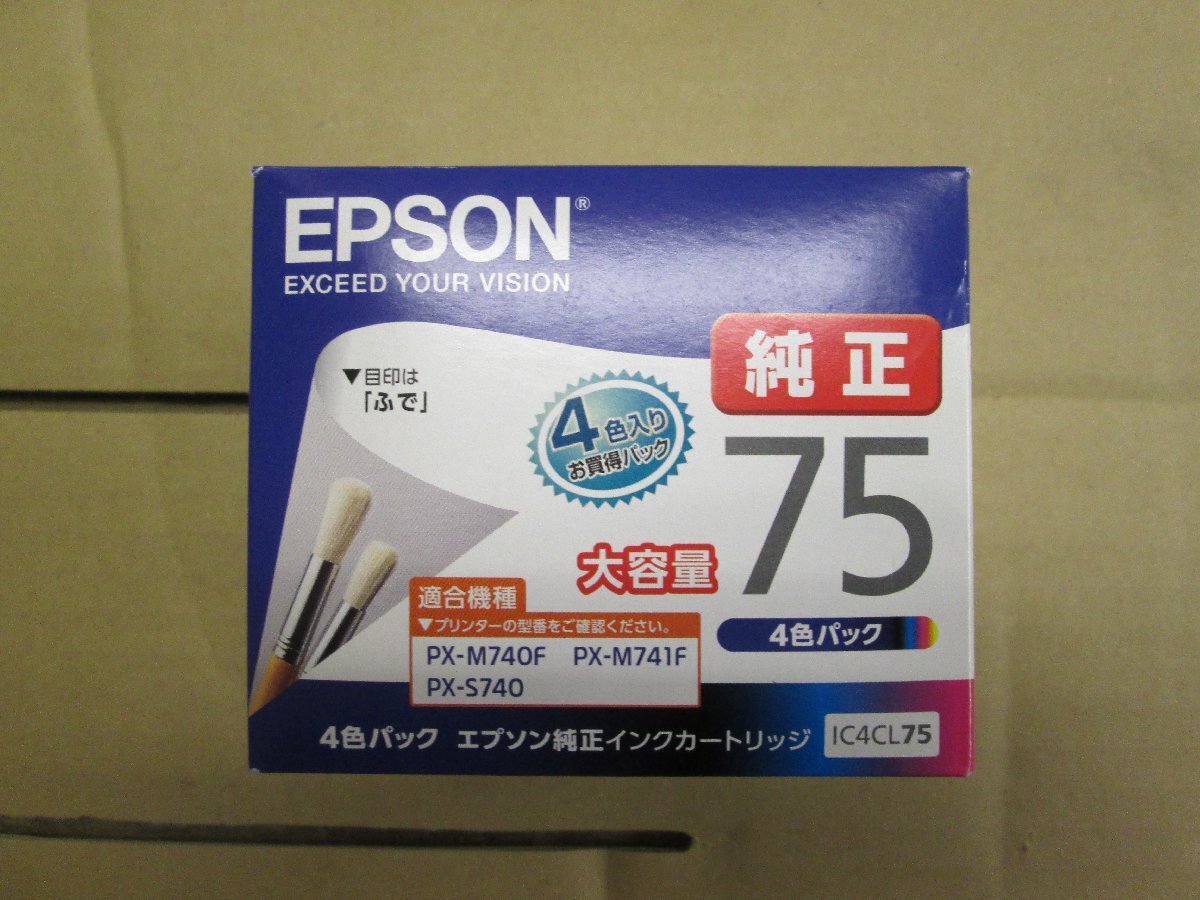 EPSON®
EXCEED YOUR VISION
純正
▼目印は
「ふで」
4色入り
お買得パック
75
大容量
適合機種
▼プリンターの型番をご確認ください。
PX-M740F PX-M741F
PX-S740
4色パック
4色パック エプソン純正インクカートリッジ IC4CL75